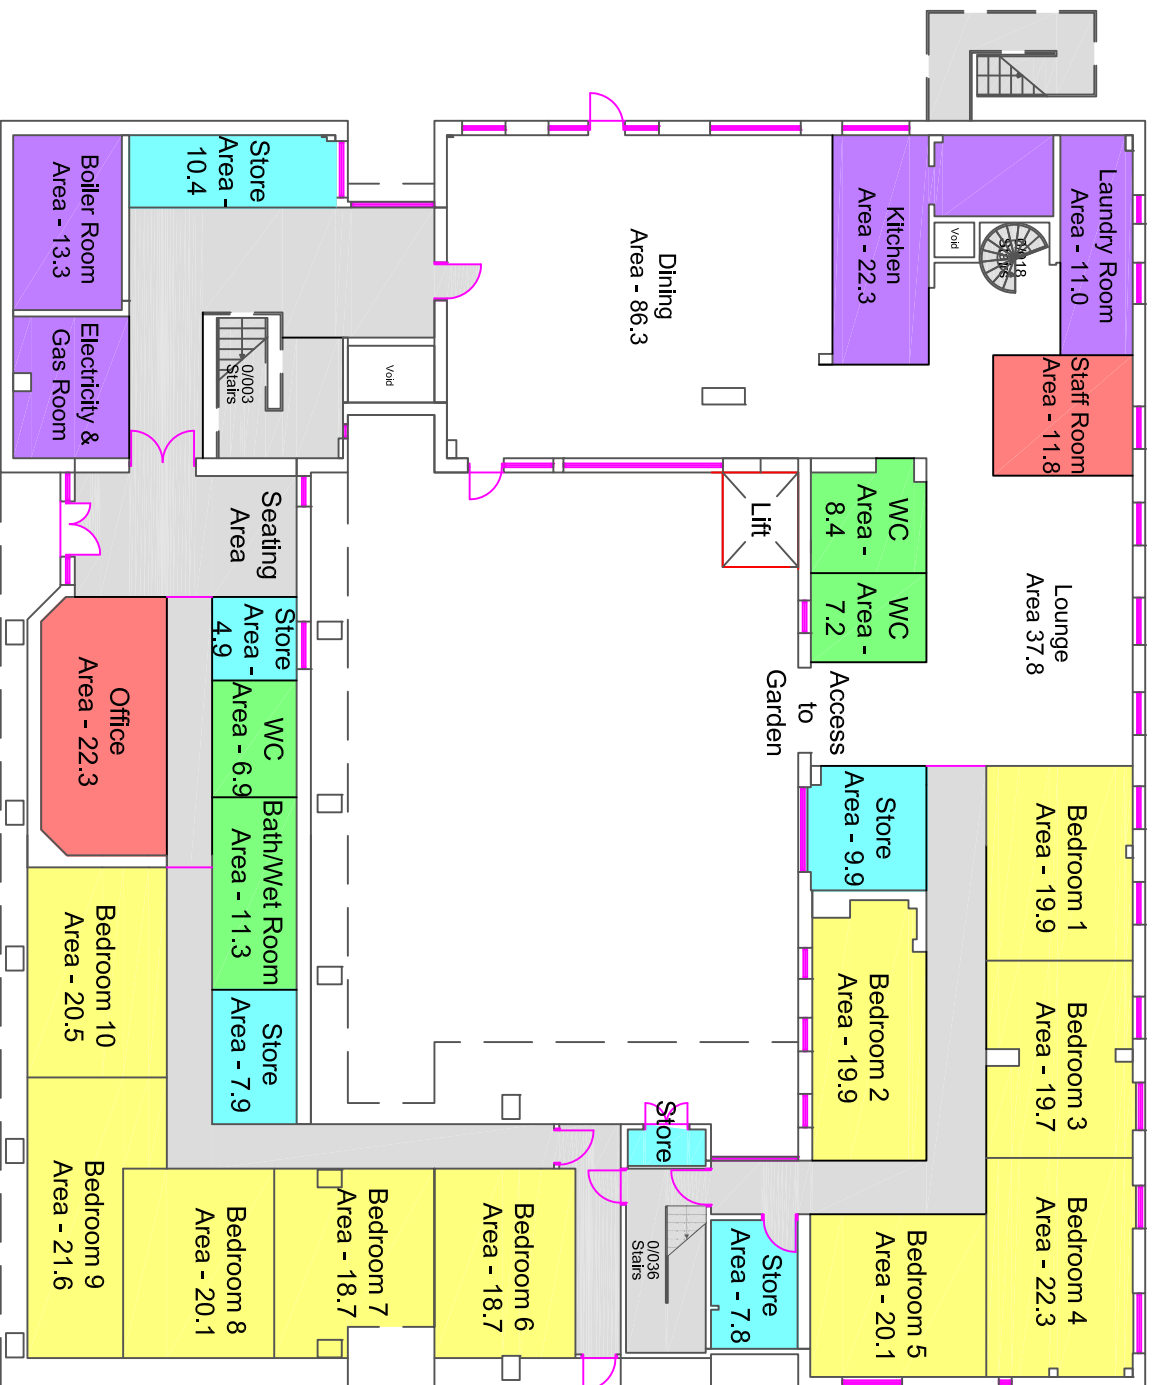 Boiler Room
Area - 13.3
Store
Area -
10.4
Electricity &
Gas Room
0/003
Stairs
Void
Dining
Area - 86.3
Kitchen
Area - 22.3
Void
Stairs
Laundry Room
Area - 11.0
Staff Room
Area - 11.8
Seating
Area
Lift
WC
Area -
8.4
WC
Area -
7.2
Lounge
Area 37.8
Access
to
Garden
Office
Area - 22.3
Store
Area -
4.9
WC
Area - 6.9
Bath/Wet Room
Area - 11.3
Store
Area - 7.9
Store
Area - 9.9
Bedroom 1
Area - 19.9
Bedroom 2
Area - 19.9
Bedroom 3
Area - 19.7
Bedroom 4
Area - 22.3
Bedroom 5
Area - 20.1
Store
Store
Area - 7.8
0/036
Stairs
Bedroom 6
Area - 18.7
Bedroom 7
Area - 18.7
Bedroom 8
Area - 20.1
Bedroom 9
Area - 21.6
Bedroom 10
Area - 20.5